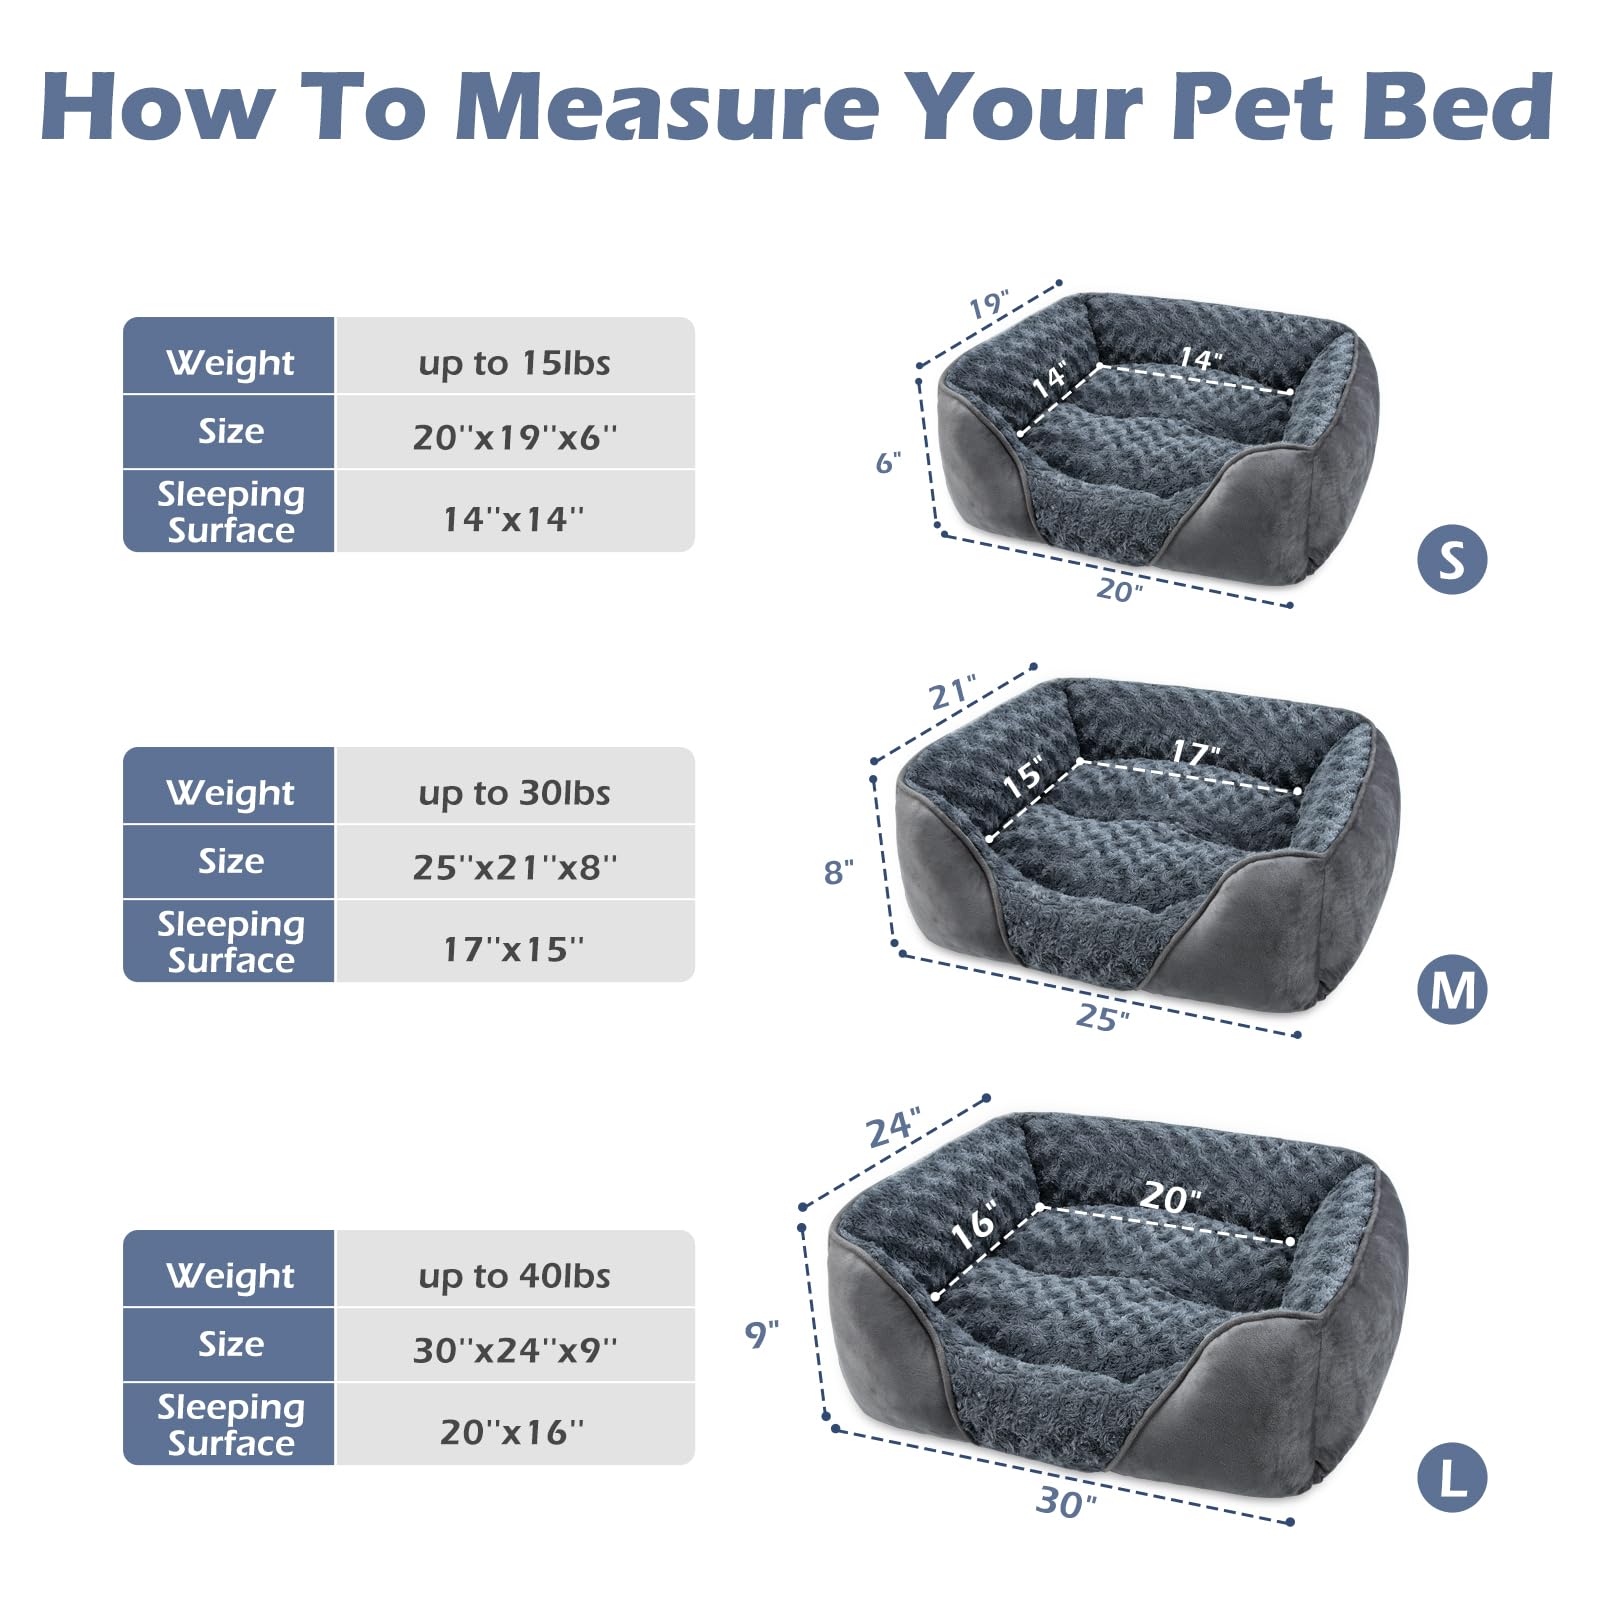 How To Measure Your Pet Bed
Weight up to 15lbs
Size 20"x19"x6"
Sleeping
Surface 14"x14"
19"
14"
14"
6"
20"
S
Weight up to 30lbs
Size 25"x21"x8"
Sleeping
Surface 17"x15"
21"
15"
17"
8"
25"
M
Weight up to 40lbs
Size 30"x24"x9"
Sleeping
Surface 20"x16"
24"
16"
20"
9"
30"
L